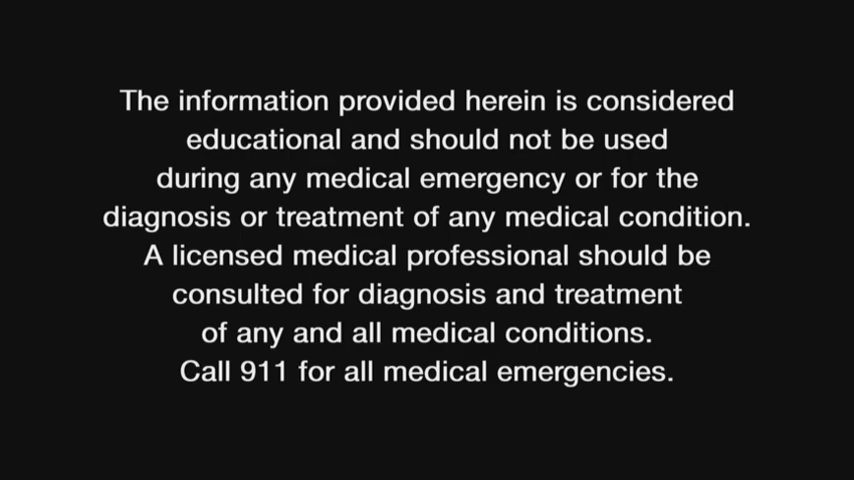 The information provided herein is considered
educational and should not be used
during any medical emergency or for the
diagnosis or treatment of any medical condition.
A licensed medical professional should be
consulted for diagnosis and treatment
of any and all medical conditions.
Call 911 for all medical emergencies.